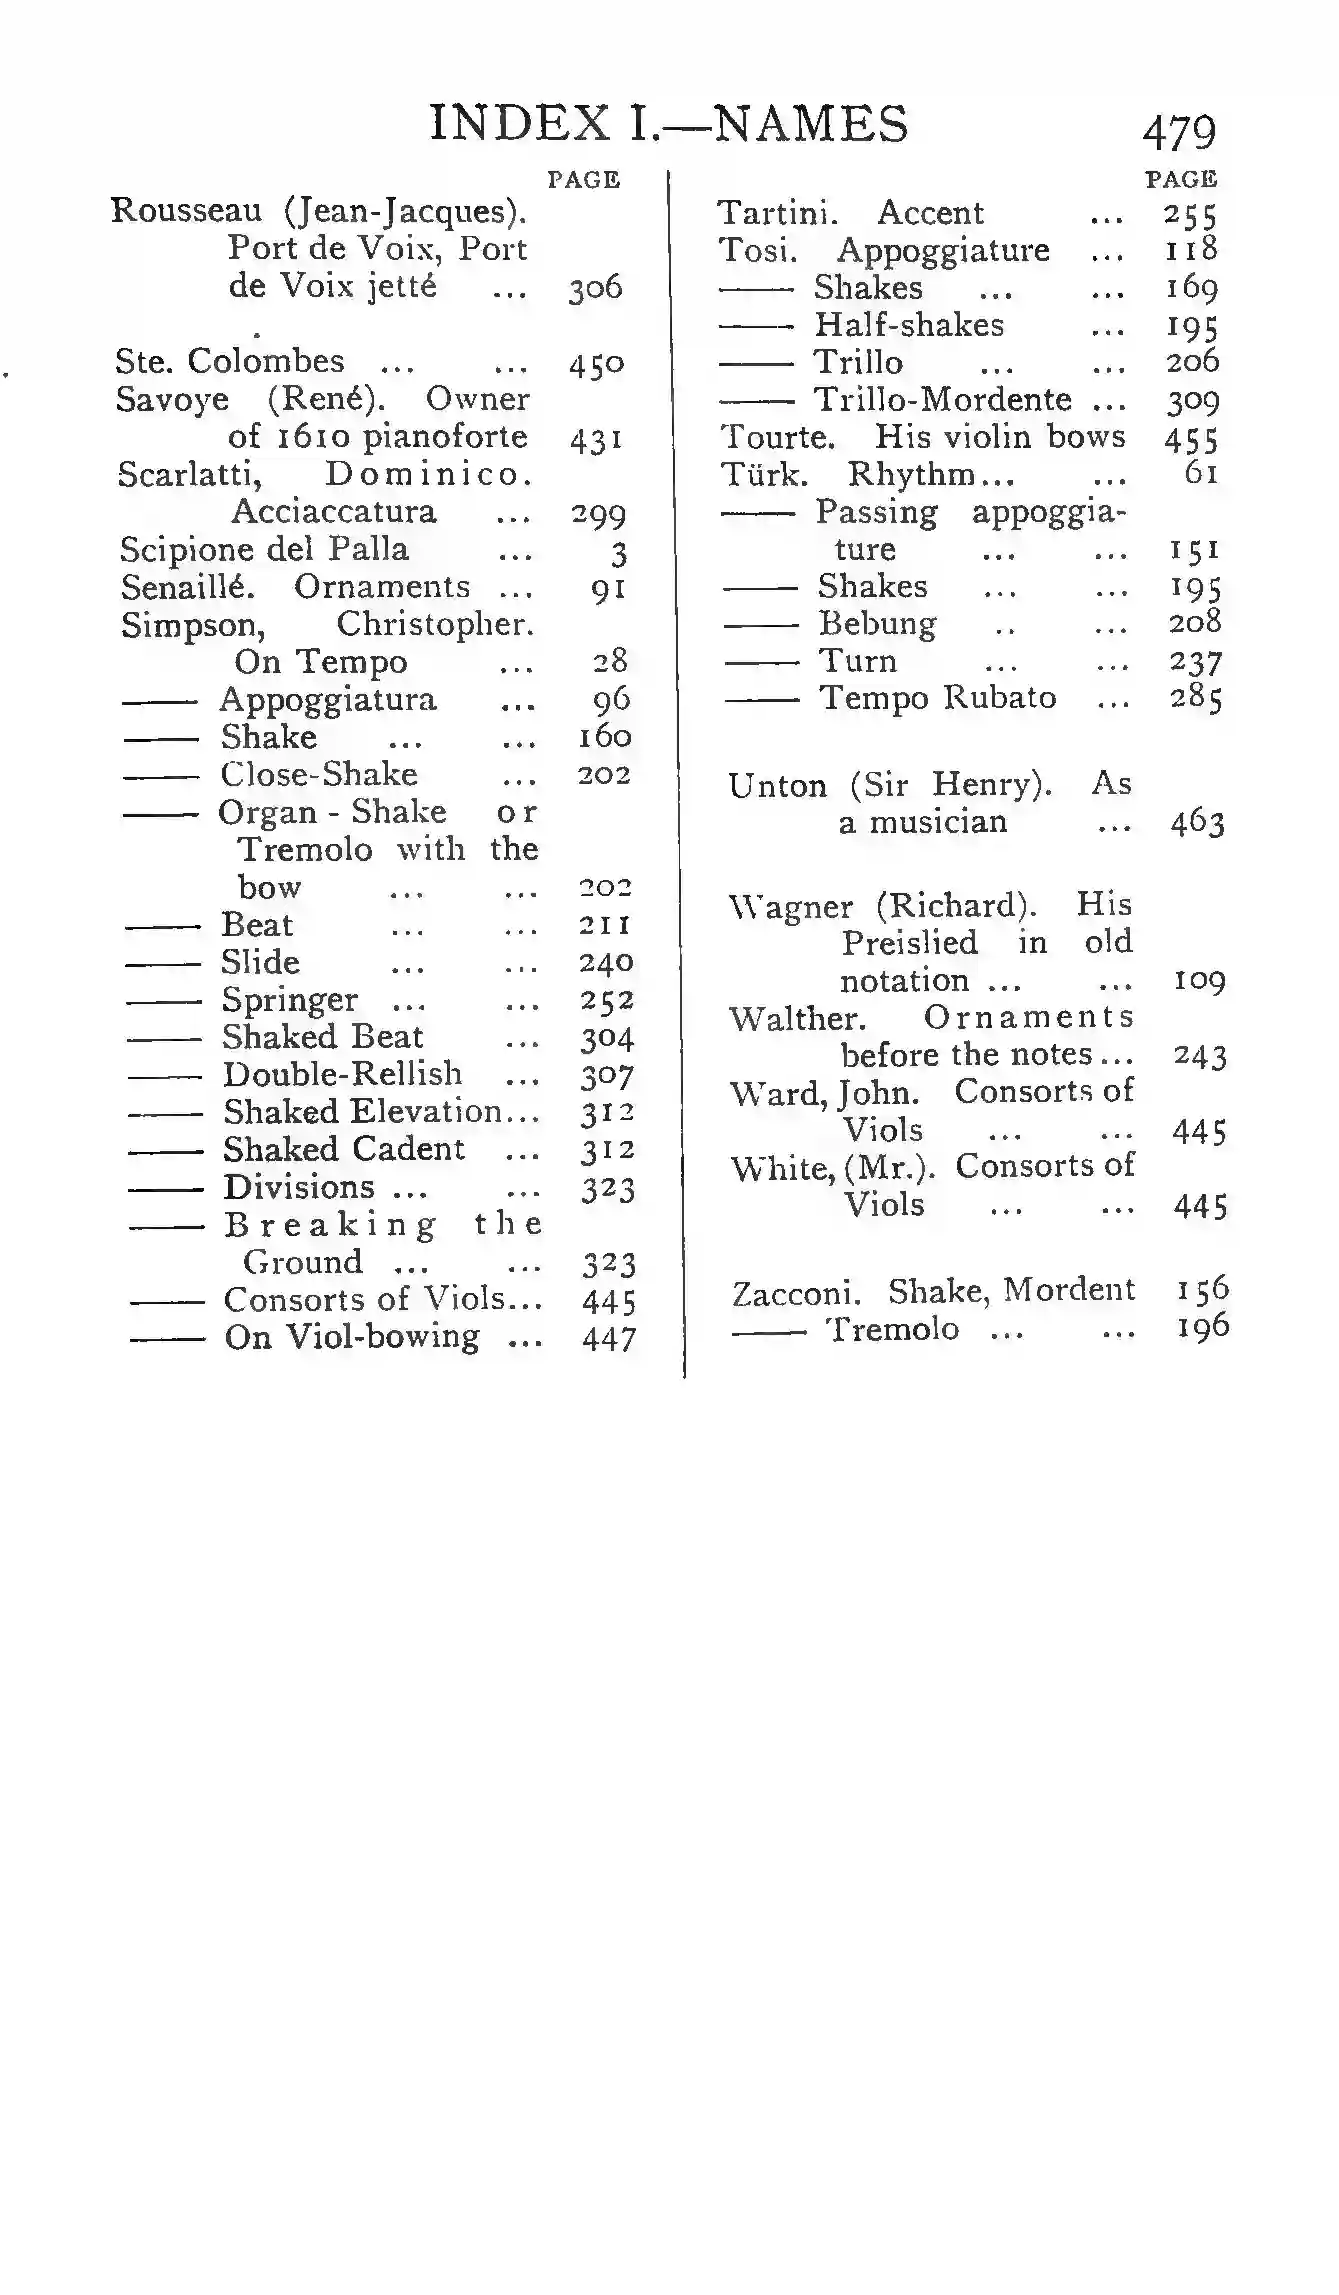 INDEX I.—NAMES 479
PAGE
Rousseau (Jean-Jacques).
Port de Voix, Port
de Voix jetté ... 306
Ste. Colombes ... ... 450
Savoye (René). Owner
of 1610 pianoforte 431
Scarlatti, Dominico.
Acciaccatura ... 299
Scipione del Palla ... 3
Senaillé. Ornaments ... 91
Simpson, Christopher.
On Tempo ... 28
—— Appoggiatura ... 96
—— Shake ... ... 160
—— Close-Shake ... 202
—— Organ - Shake or
Tremolo with the
bow ... ... 202
—— Beat ... ... 211
—— Slide ... ... 240
—— Springer ... ... 252
—— Shaked Beat ... 304
—— Double-Rellish ... 307
—— Shaked Elevation... 312
—— Shaked Cadent ... 312
—— Divisions ... ... 323
—— Breaking the
Ground ... ... 323
—— Consorts of Viols... 445
—— On Viol-bowing ... 447
PAGE
Tartini. Accent ... 255
Tosi. Appoggiature ... 118
—— Shakes ... ... 169
—— Half-shakes ... 195
—— Trillo ... ... 206
—— Trillo-Mordente ... 309
Tourte. His violin bows 455
Türk. Rhythm... ... 61
—— Passing appoggia-
ture ... ... 151
—— Shakes ... ... 195
—— Bebung .. ... 208
—— Turn ... ... 237
—— Tempo Rubato ... 285
Unton (Sir Henry). As
a musician ... 463
Wagner (Richard). His
Preislied in old
notation ... ... 109
Walther. Ornaments
before the notes... 243
Ward, John. Consorts of
Viols ... ... 445
White, (Mr.). Consorts of
Viols ... ... 445
Zacconi. Shake, Mordent 156
—— Tremolo ... ... 196